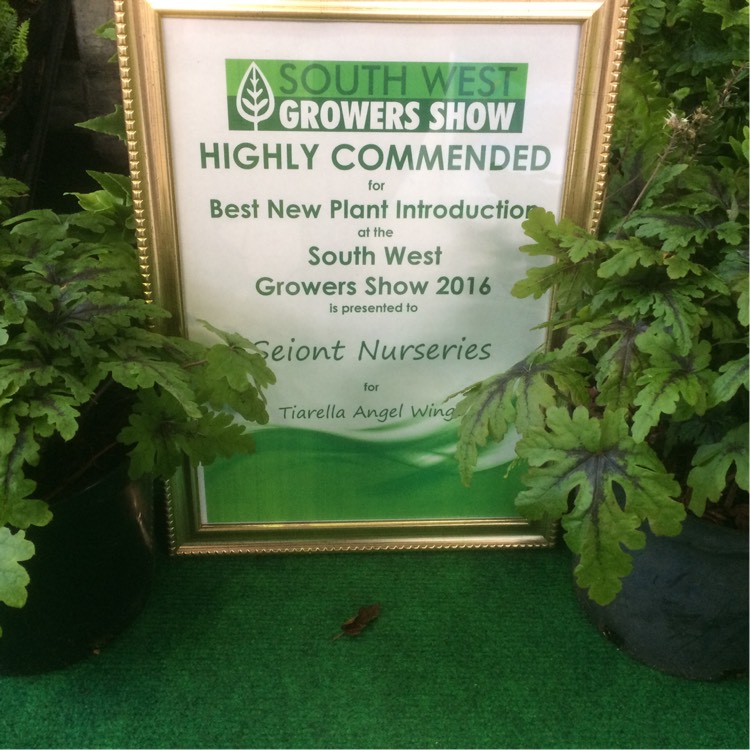 SOUTH WEST
GROWERS SHOW
HIGHLY COMMENDED
for
Best New Plant Introduction
at the
South West
Growers Show 2016
is presented to
Seiont Nurseries
for
Tiarella Angel Wing